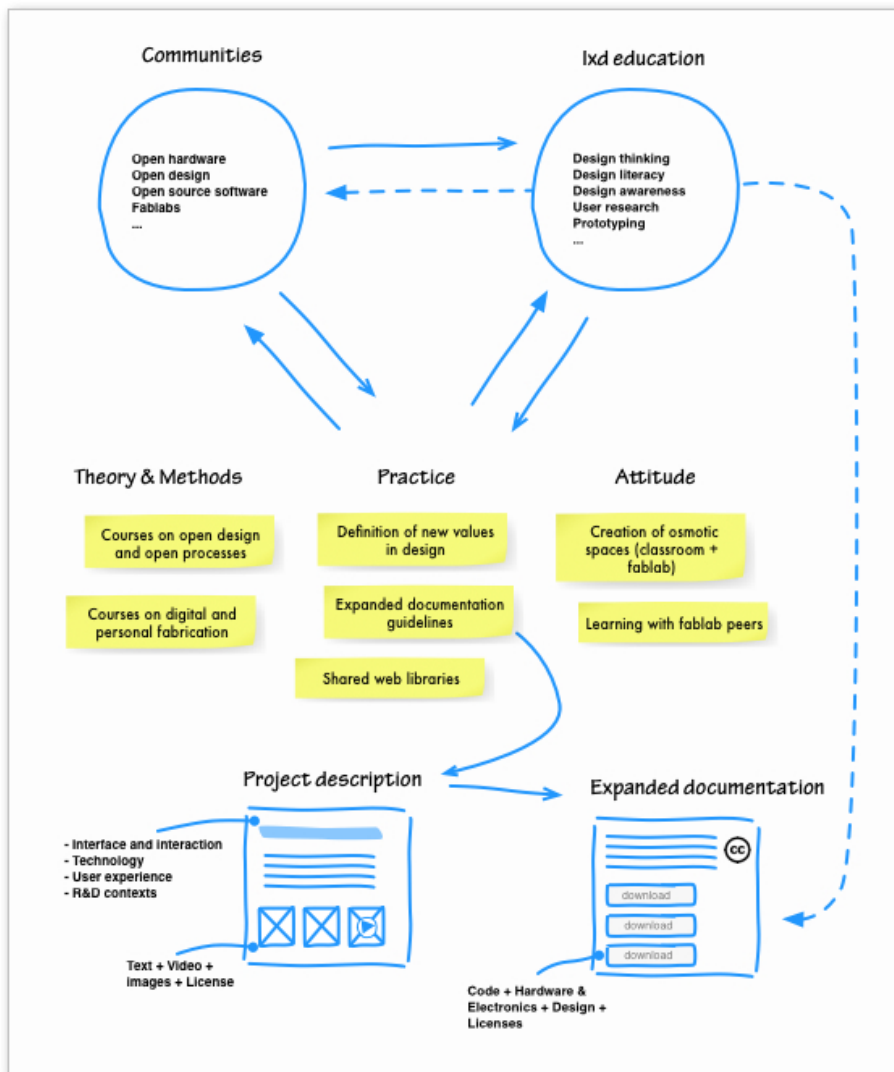 Communities
Ixd education
Open hardware
Open design
Open source software
Fablabs
...
Design thinking
Design literacy
Design awareness
User research
Prototyping
...
Theory & Methods
Practice
Attitude
Courses on open design
and open processes
Courses on digital and
personal fabrication
Definition of new values
in design
Expanded documentation
guidelines
Shared web libraries
Creation of osmotic
spaces (classroom +
fablab)
Learning with fablab peers
Project description
- Interface and interaction
- Technology
- User experience
- R&D contexts
Text + Video +
images + License
Expanded documentation
cc
download
download
download
Code + Hardware &
Electronics + Design +
Licenses